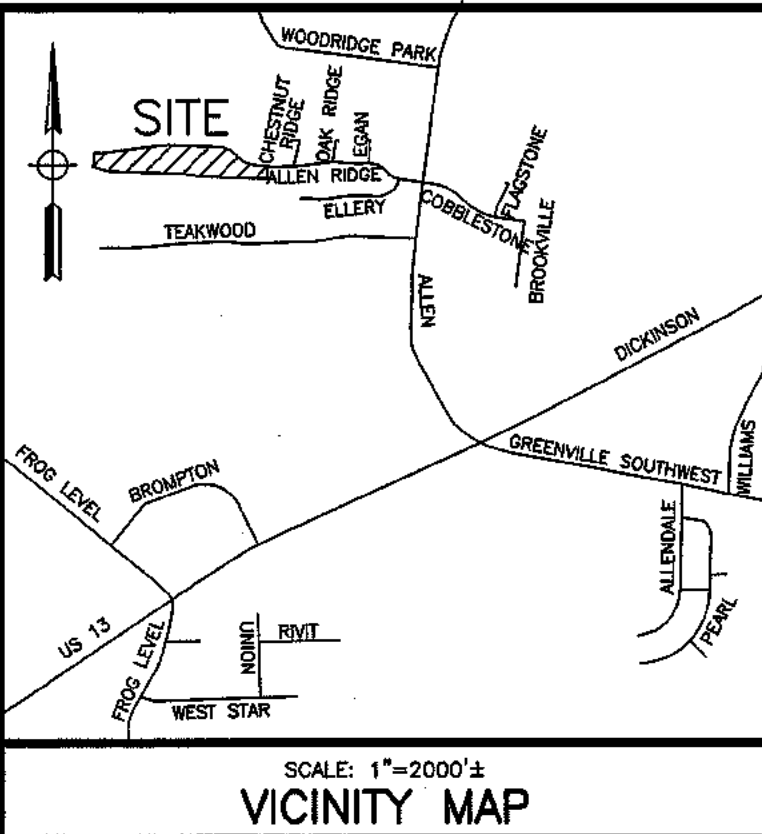 WOODRIDGE PARK
SITE
CHESTNUT
RIDGE
OAK RIDGE
EGAN
ALLEN RIDGE
ELLERY
TEAKWOOD
COBBLESTONE
FLAGSTONE
BROOKVILLE
ALLEN
DICKINSON
FROG LEVEL
BROMPTON
GREENVILLE SOUTHWEST
WILLIAMS
ALLENDALE
PEARL
US 13
FROG LEVEL
UNION
RIVIT
WEST STAR
SCALE: 1"=2000'±
VICINITY MAP